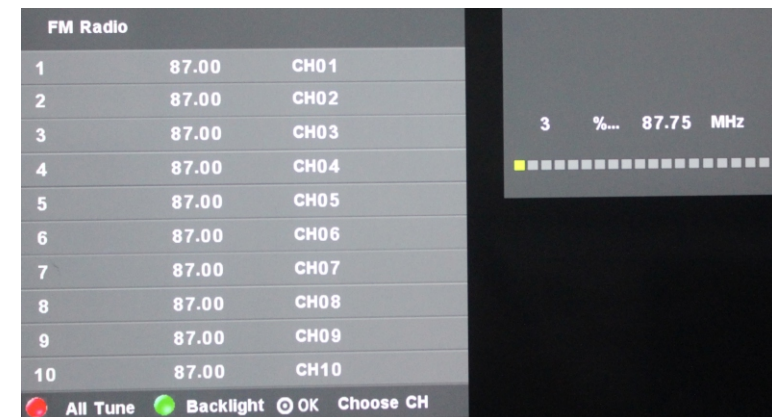 FM Radio
1 87.00 CH01
2 87.00 CH02
3 87.00 CH03
4 87.00 CH04
5 87.00 CH05
6 87.00 CH06
7 87.00 CH07
8 87.00 CH08
9 87.00 CH09
10 87.00 CH10
All Tune Backlight OK Choose CH
3 %... 87.75 MHz